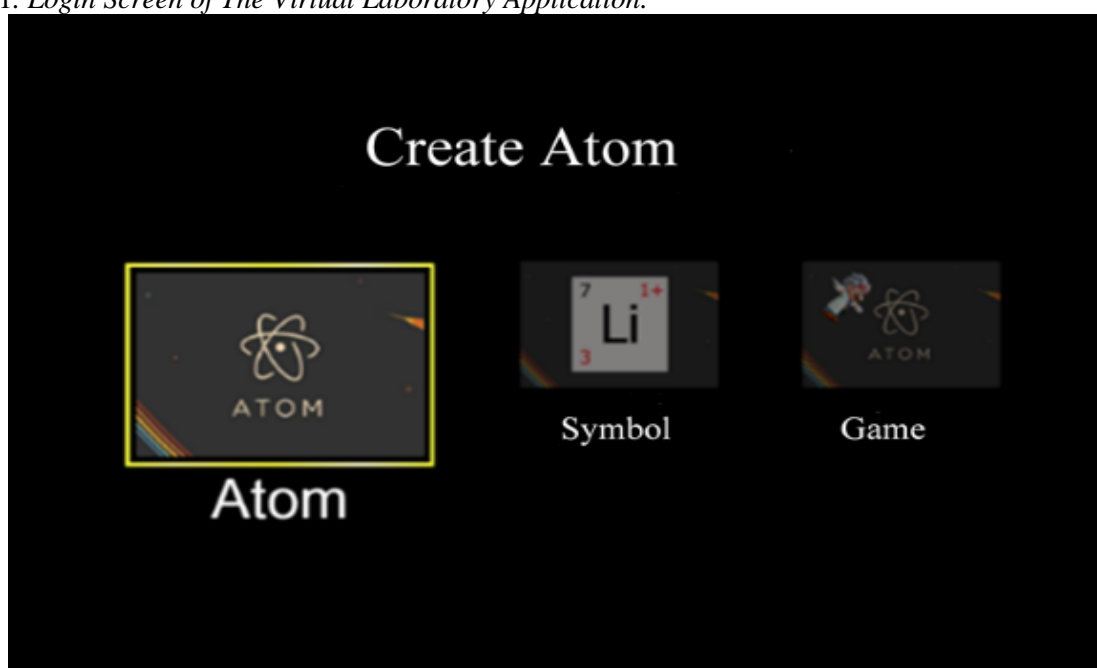 1. Login Screen of The Virtual Laboratory Application.
Create Atom
ATOM
Atom
7 1+
Li
3
Symbol
ATOM
Game